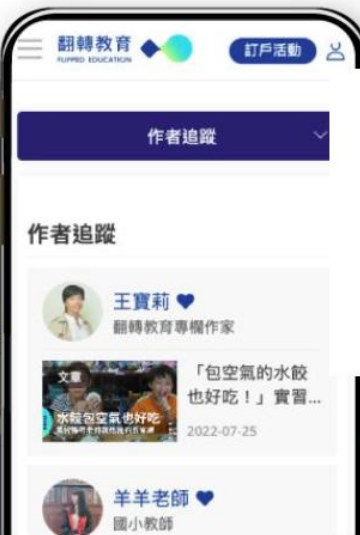 翻轉教育
FLIPPED EDUCATION
訂戶活動
作者追蹤
作者追蹤
王寶莉
翻轉教育專欄作家
文章
水餃包空氣也好吃
「包空氣的水餃
也好吃！」實習...
2022-07-25
羊羊老師
國小教師